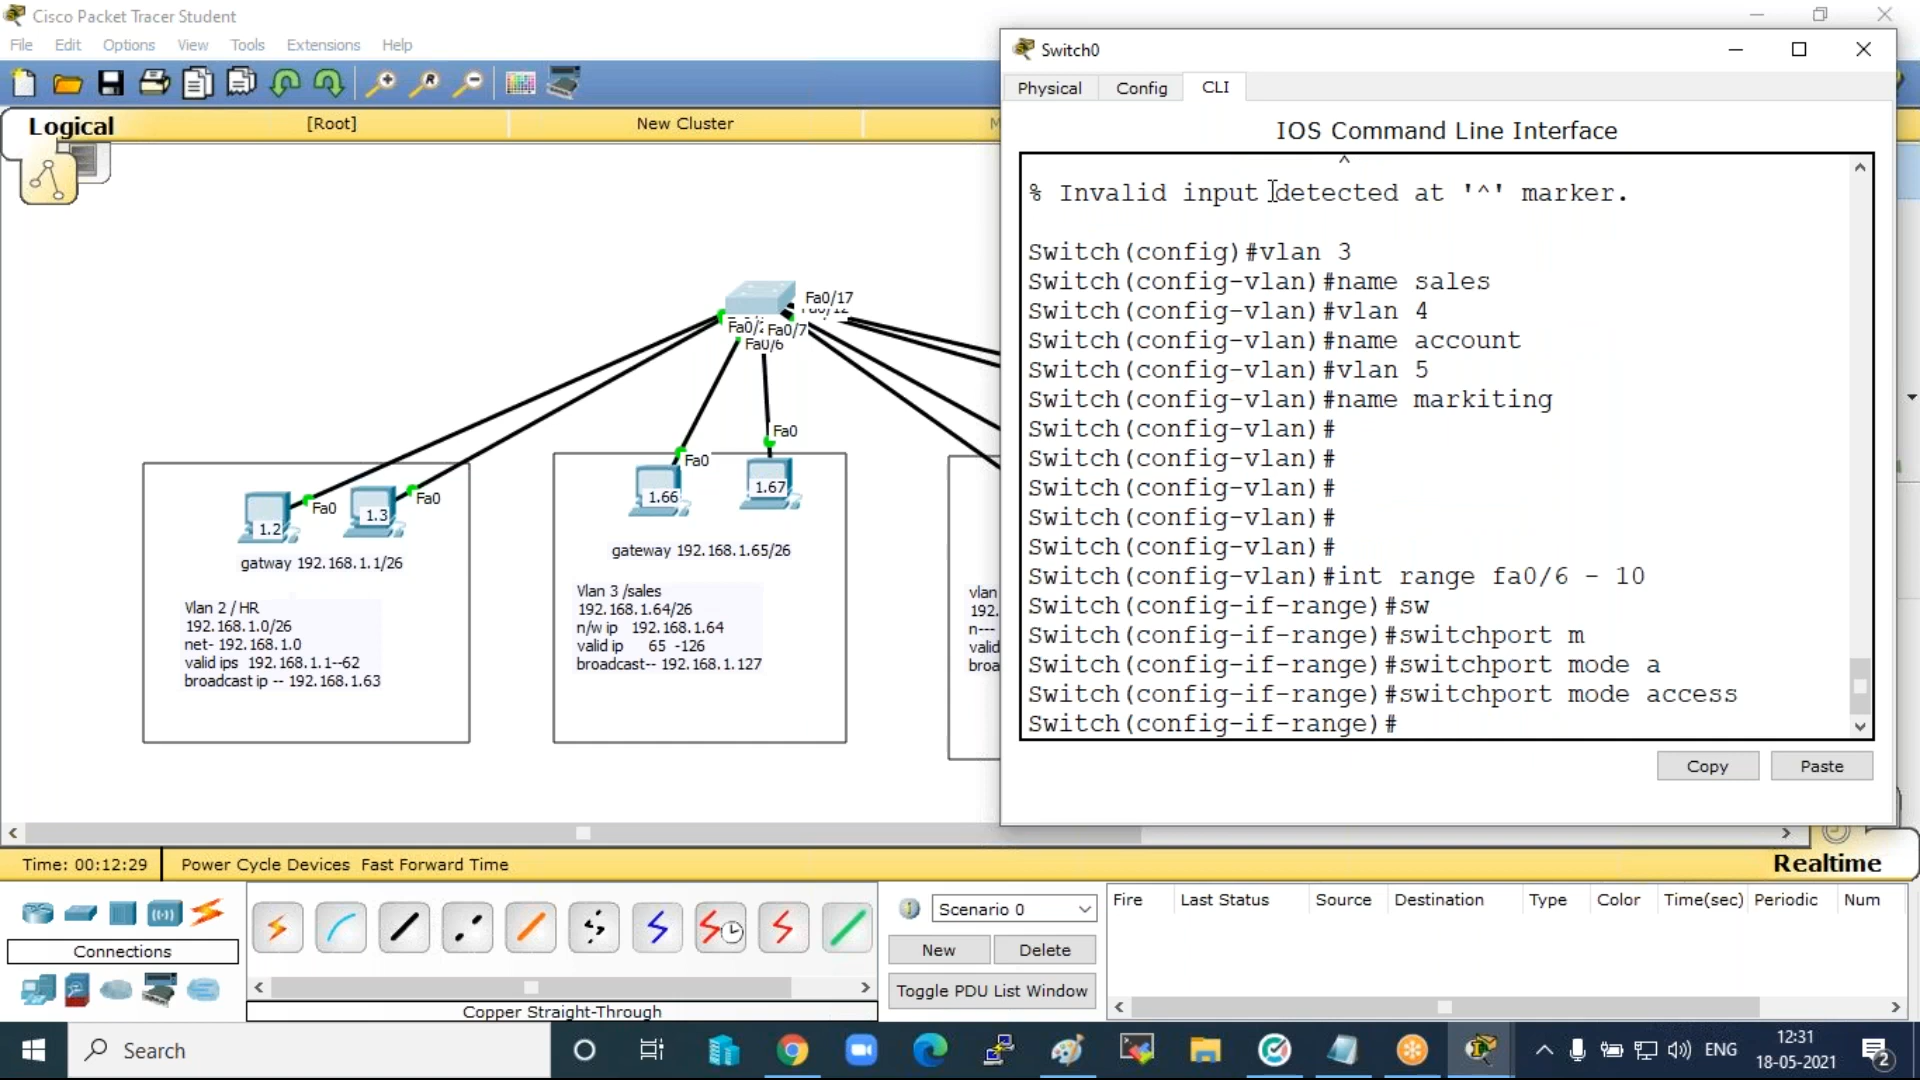 Cisco Packet Tracer Student
File Edit Options View Tools Extensions Help
Logical
[Root]
New Cluster
Fa0/17
Fa0/7
Fa0/6
Fa0
Fa0
Fa0
Fa0
1.2
1.3
1.66
1.67
gatway 192.168.1.1/26
gateway 192.168.1.65/26
Vlan 2 / HR
192.168.1.0/26
net- 192.168.1.0
valid ips 192.168.1.1--62
broadcast ip -- 192.168.1.63
Vlan 3 /sales
192.168.1.64/26
n/w ip 192.168.1.64
valid ip 65 -126
broadcast-- 192.168.1.127
vlan
192.
n---
valid
broa
Switch0
Physical Config CLI
IOS Command Line Interface
^
% Invalid input detected at '^' marker.
Switch(config)#vlan 3
Switch(config-vlan)#name sales
Switch(config-vlan)#vlan 4
Switch(config-vlan)#name account
Switch(config-vlan)#vlan 5
Switch(config-vlan)#name markiting
Switch(config-vlan)#
Switch(config-vlan)#
Switch(config-vlan)#
Switch(config-vlan)#
Switch(config-vlan)#
Switch(config-vlan)#int range fa0/6 - 10
Switch(config-if-range)#sw
Switch(config-if-range)#switchport m
Switch(config-if-range)#switchport mode a
Switch(config-if-range)#switchport mode access
Switch(config-if-range)#
Copy Paste
Time: 00:12:29 Power Cycle Devices Fast Forward Time
Realtime
Connections
Copper Straight-Through
Scenario 0
New Delete
Toggle PDU List Window
Fire Last Status Source Destination Type Color Time(sec) Periodic Num
Search
ENG
12:31
18-05-2021
2